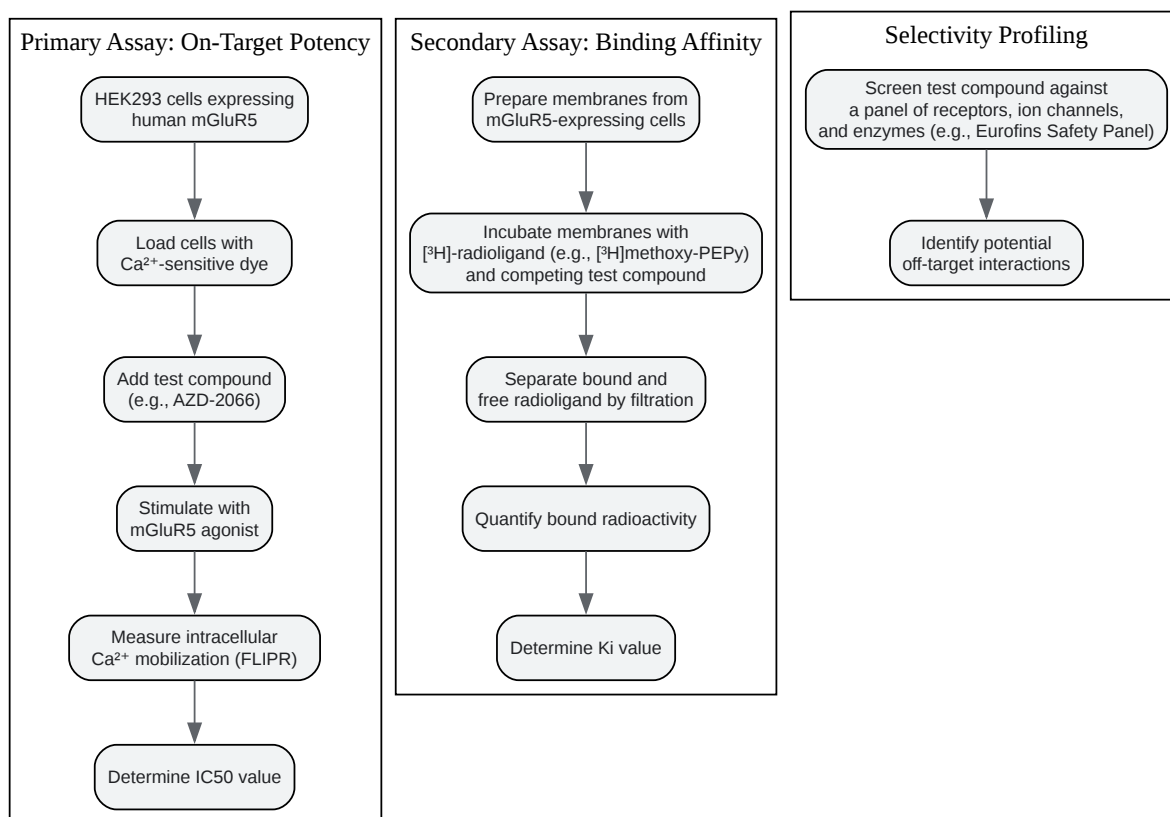 Primary Assay: On-Target Potency
HEK293 cells expressing
human mGluR5
Load cells with
Ca²⁺-sensitive dye
Add test compound
(e.g., AZD-2066)
Stimulate with
mGluR5 agonist
Measure intracellular
Ca²⁺ mobilization (FLIPR)
Determine IC50 value
Secondary Assay: Binding Affinity
Prepare membranes from
mGluR5-expressing cells
Incubate membranes with
[³H]-radioligand (e.g., [³H]methoxy-PEPy)
and competing test compound
Separate bound and
free radioligand by filtration
Quantify bound radioactivity
Determine Ki value
Selectivity Profiling
Screen test compound against
a panel of receptors, ion channels,
and enzymes (e.g., Eurofins Safety Panel)
Identify potential
off-target interactions